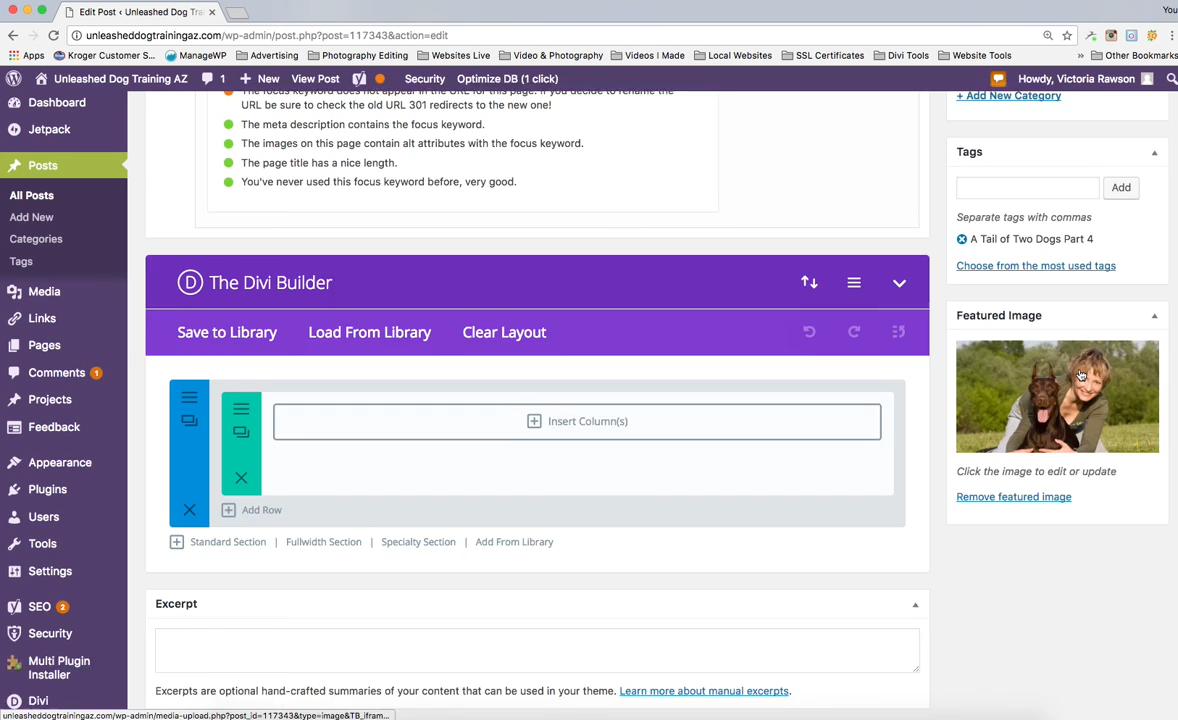 Edit Post ‹ Unleashed Dog Trai
You
unleasheddogtrainingaz.com/wp-admin/post.php?post=117343&action=edit
Apps Kroger Customer S... ManageWP Advertising Photography Editing Websites Live Video & Photography Videos I Made Local Websites SSL Certificates Divi Tools Website Tools » Other Bookmarks
Unleashed Dog Training AZ 1 New View Post Security Optimize DB (1 click) Howdy, Victoria Rawson
Dashboard
Jetpack
Posts
All Posts
Add New
Categories
Tags
Media
Links
Pages
Comments 1
Projects
Feedback
Appearance
Plugins
Users
Tools
Settings
SEO 2
Security
Multi Plugin
Installer
Divi
The focus keyword does not appear in the URL for this page. If you decide to rename the
URL be sure to check the old URL 301 redirects to the new one!
The meta description contains the focus keyword.
The images on this page contain alt attributes with the focus keyword.
The page title has a nice length.
You've never used this focus keyword before, very good.
D The Divi Builder
Save to Library Load From Library Clear Layout
Insert Column(s)
Add Row
Standard Section | Fullwidth Section | Specialty Section | Add From Library
Excerpt
Excerpts are optional hand-crafted summaries of your content that can be used in your theme. Learn more about manual excerpts.
+ Add New Category
Tags
Add
Separate tags with commas
A Tail of Two Dogs Part 4
Choose from the most used tags
Featured Image
Click the image to edit or update
Remove featured image
unleasheddogtrainingaz.com/wp-admin/media-upload.php?post_id=117343&type=image&TB_ifram...